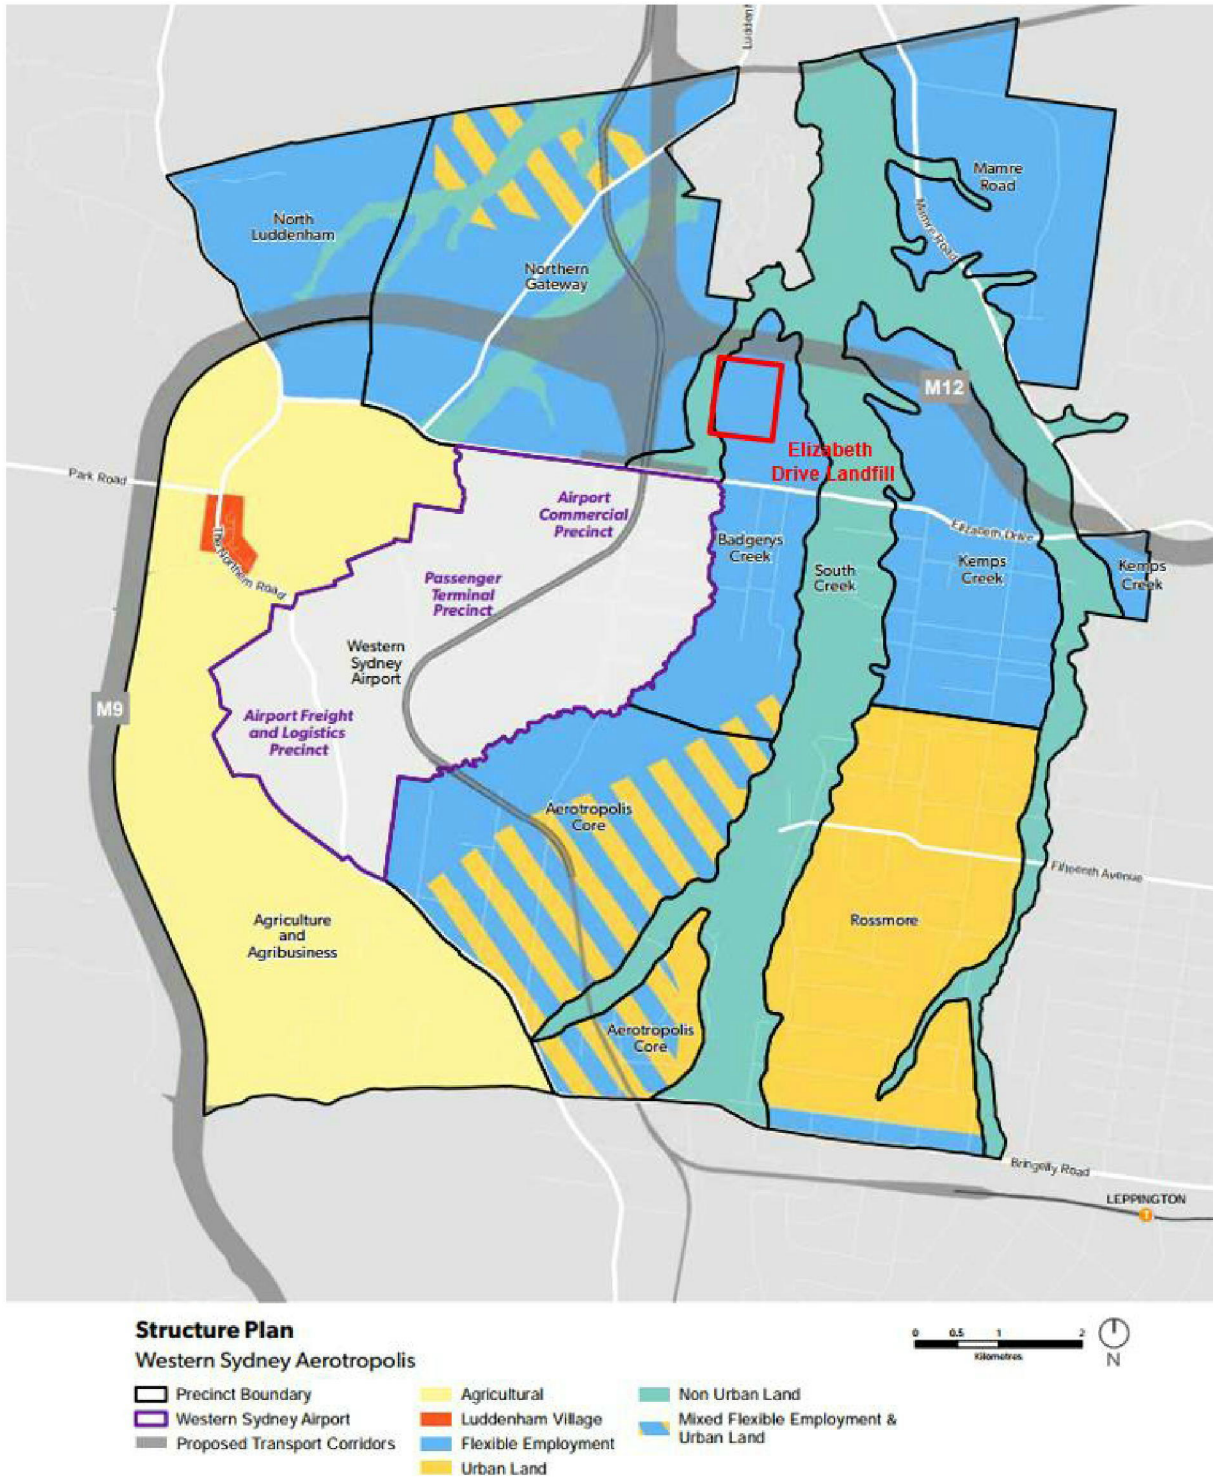 Ludden
Mamre
Road
North
Luddenham
Mamre Road
Northern
Gateway
M12
Elizabeth
Drive Landfill
Park Road
Airport
Commercial
Precinct
Elizabeth Drive
Badgerys
Creek
Kemps
Creek
Kemps
Creek
South
Creek
The Northern Road
Passenger
Terminal
Precinct
Western
Sydney
Airport
M9
Airport Freight
and Logistics
Precinct
Aerotropolis
Core
Fifteenth Avenue
Agriculture
and
Agribusiness
Rossmore
Aerotropolis
Core
Bringelly Road
LEPPINGTON
T
Structure Plan
Western Sydney Aerotropolis
0 0.5 1 2
Kilometres
N
Precinct Boundary
Western Sydney Airport
Proposed Transport Corridors
Agricultural
Luddenham Village
Flexible Employment
Urban Land
Non Urban Land
Mixed Flexible Employment &
Urban Land